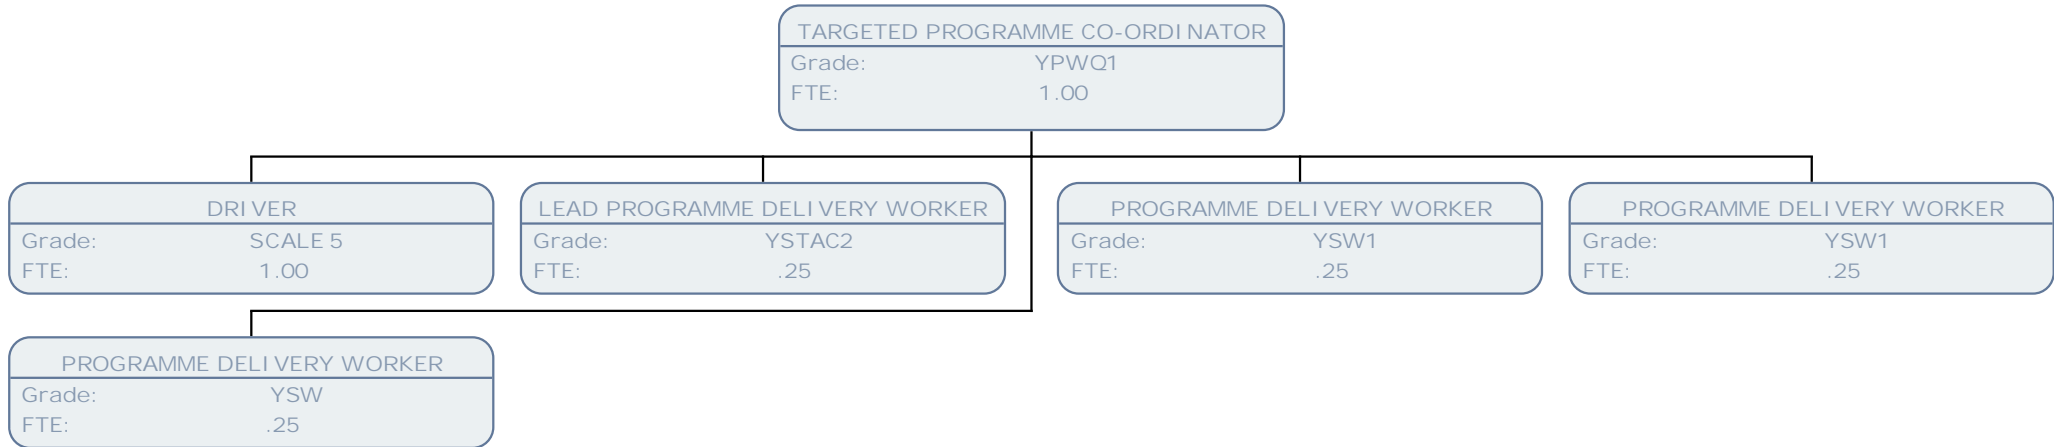 TARGETED PROGRAMME CO-ORDINATOR
Grade: YPWQ1
FTE: 1.00
DRIVER
Grade: SCALE 5
FTE: 1.00
LEAD PROGRAMME DELIVERY WORKER
Grade: YSTAC2
FTE: .25
PROGRAMME DELIVERY WORKER
Grade: YSW1
FTE: .25
PROGRAMME DELIVERY WORKER
Grade: YSW1
FTE: .25
PROGRAMME DELIVERY WORKER
Grade: YSW
FTE: .25